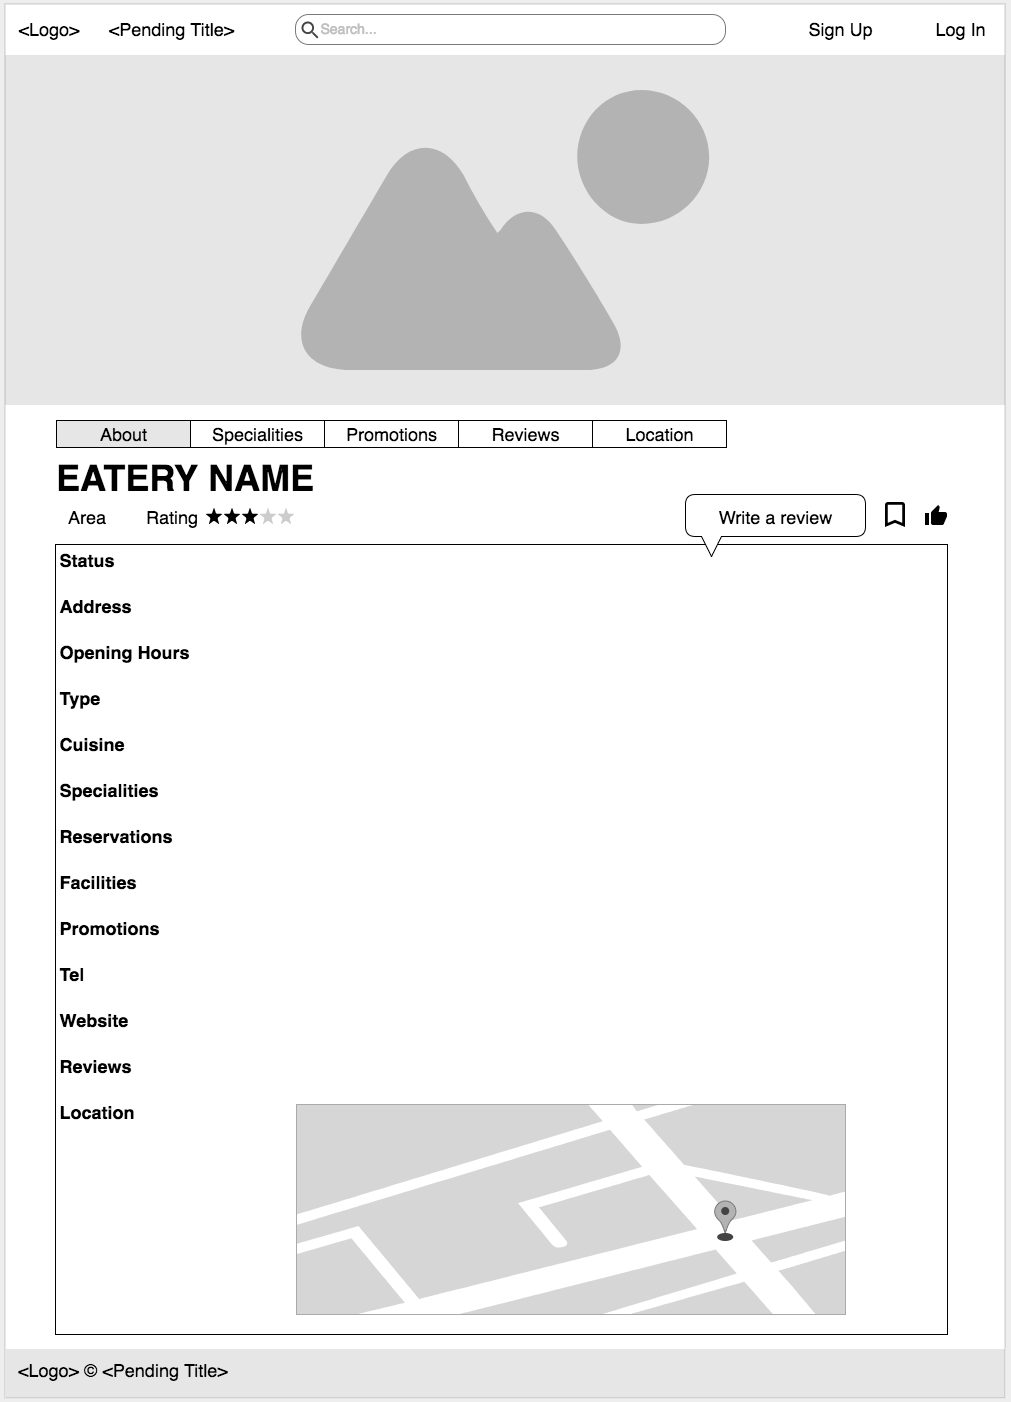 <Logo> <Pending Title> Search... Sign Up Log In
About Specialities Promotions Reviews Location
EATERY NAME
Area Rating Write a review
Status
Address
Opening Hours
Type
Cuisine
Specialities
Reservations
Facilities
Promotions
Tel
Website
Reviews
Location
<Logo> © <Pending Title>